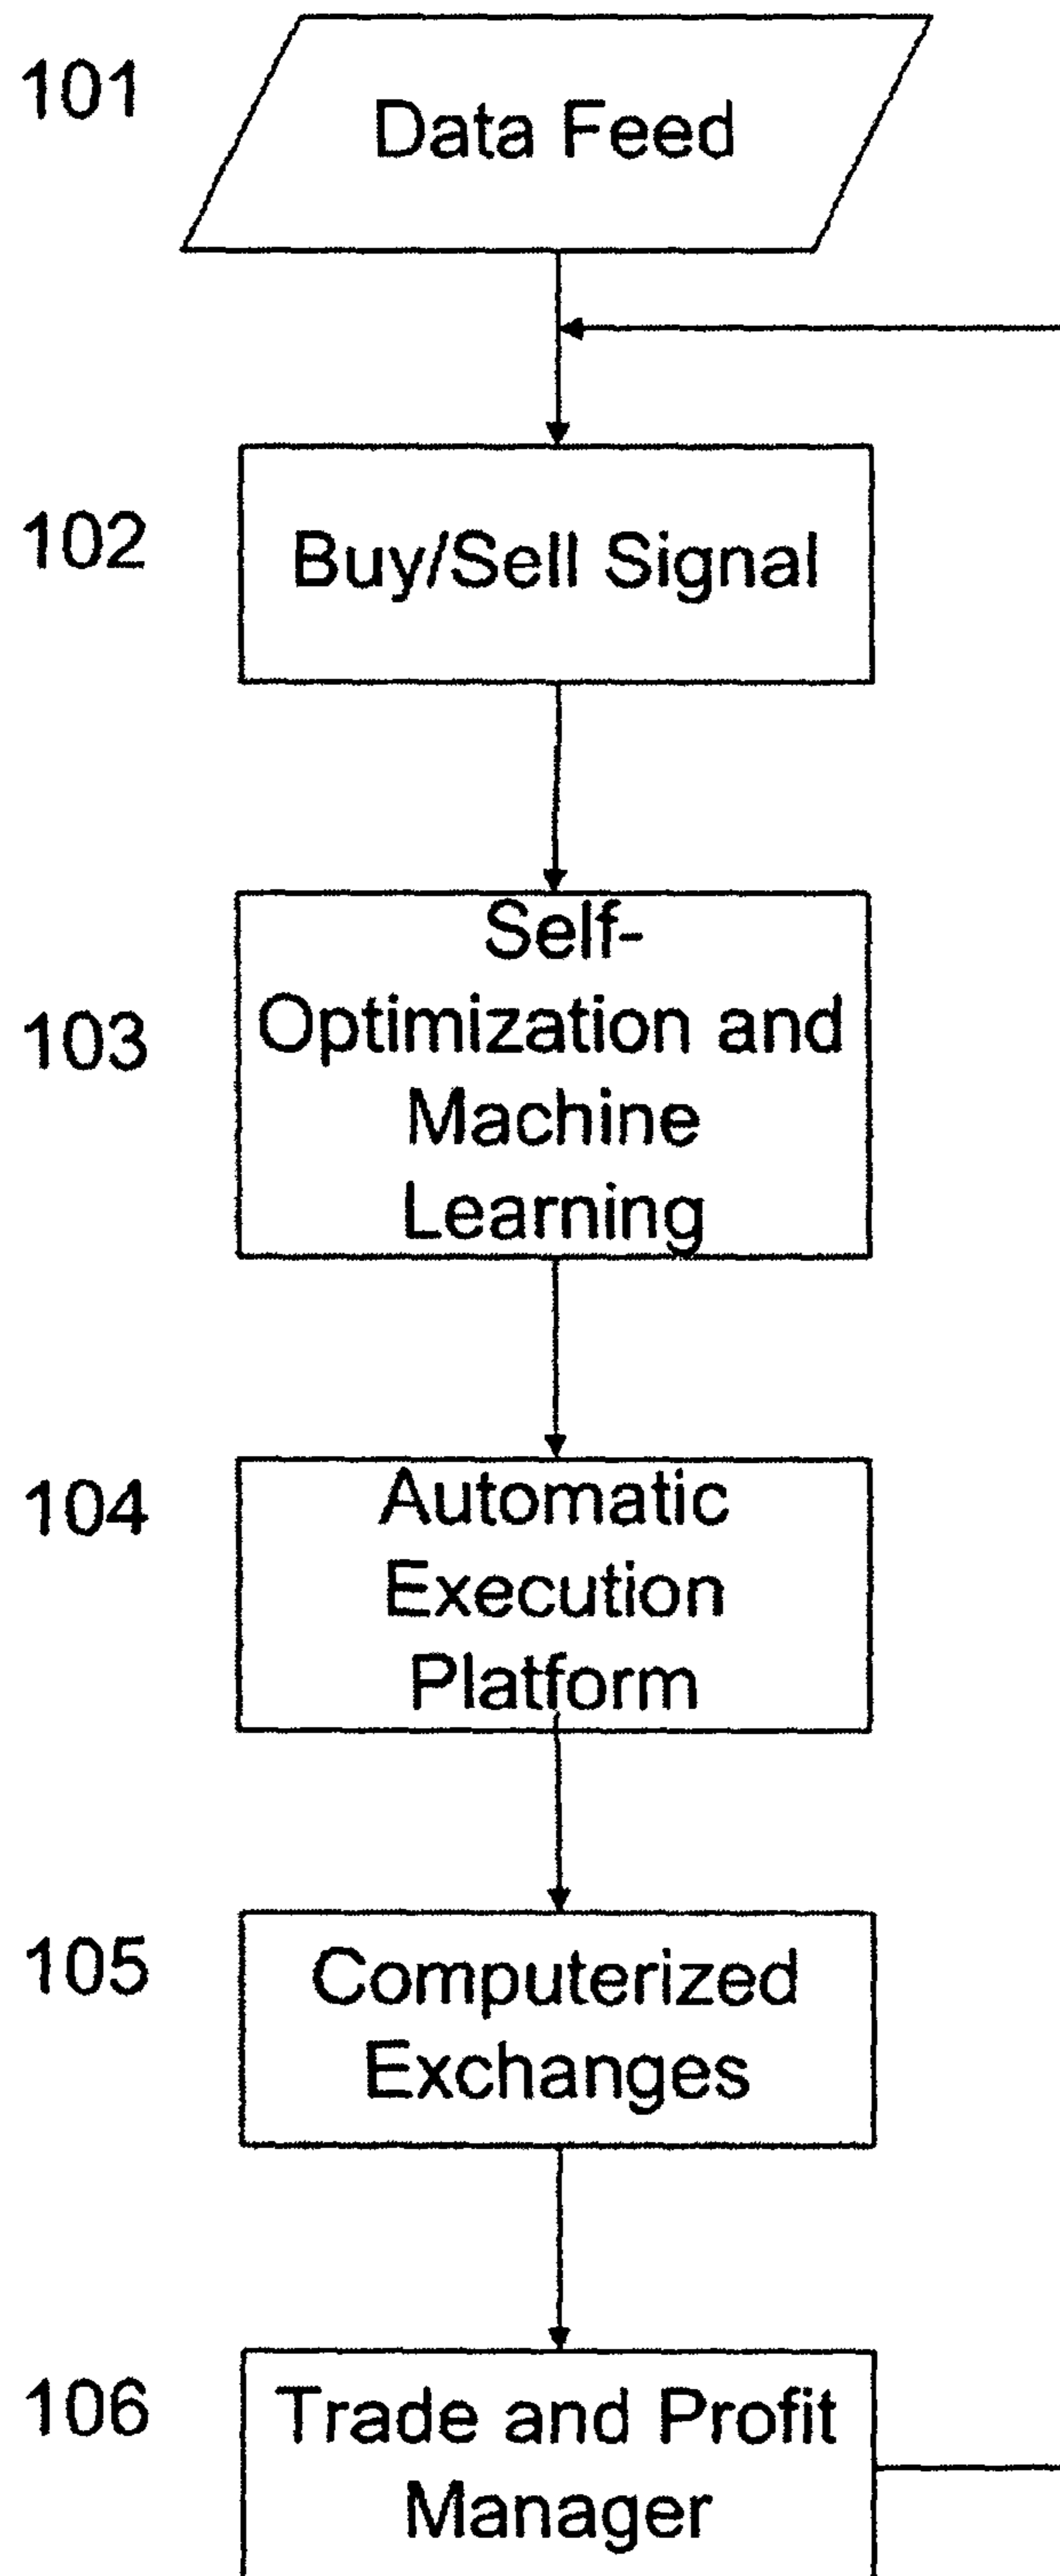 101
Data Feed
102
Buy/Sell Signal
103
Self-
Optimization and
Machine
Learning
104
Automatic
Execution
Platform
105
Computerized
Exchanges
106
Trade and Profit
Manager